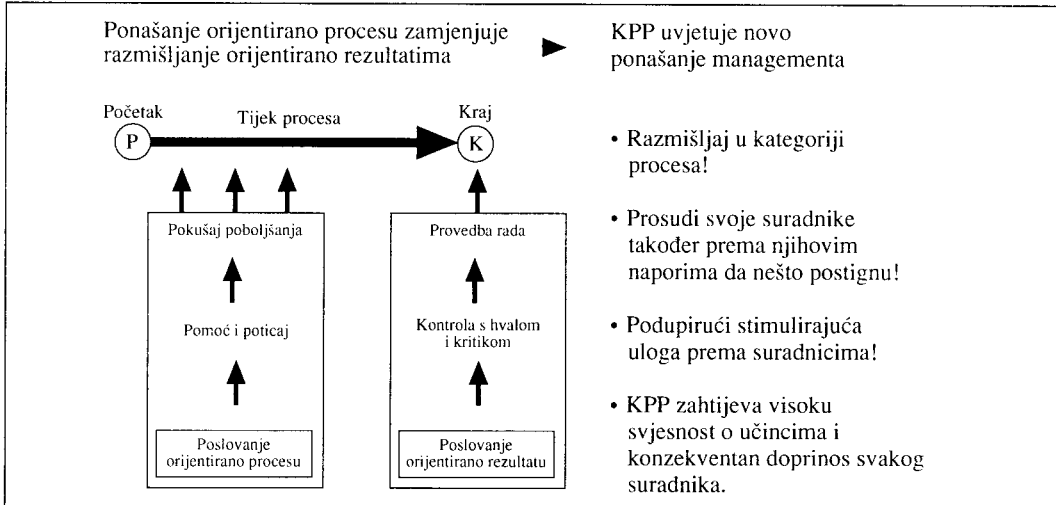 Ponašanje orijentirano procesu zamjenjuje
razmišljanje orijentirano rezultatima
KPP uvjetuje novo
ponašanje managementa
Početak
Tijek procesa
Kraj
P
K
Pokušaj poboljšanja
Pomoć i poticaj
Poslovanje
orijentirano procesu
Provedba rada
Kontrola s hvalom
i kritikom
Poslovanje
orijentirano rezultatu
• Razmišljaj u kategoriji
procesa!
• Prosudi svoje suradnike
također prema njihovim
naporima da nešto postignu!
• Podupirući stimulirajuća
uloga prema suradnicima!
• KPP zahtijeva visoku
svjesnost o učincima i
konzekventan doprinos svakog
suradnika.